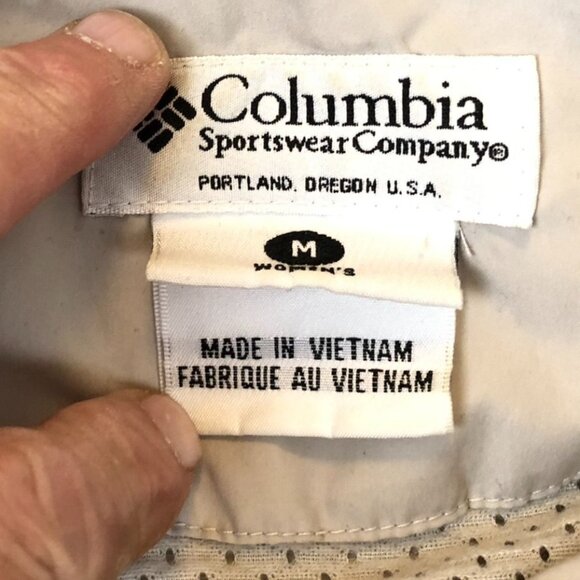 Columbia
Sportswear Company®
PORTLAND, OREGON U.S.A.
M
WOMEN'S
MADE IN VIETNAM
FABRIQUE AU VIETNAM